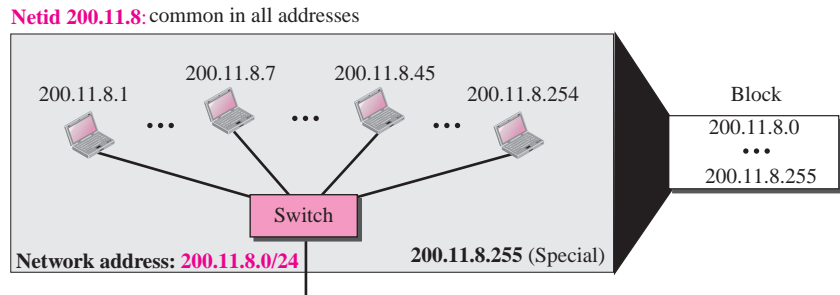 Netid 200.11.8: common in all addresses
200.11.8.1
200.11.8.7
200.11.8.45
200.11.8.254
•••
•••
•••
Switch
Network address: 200.11.8.0/24
200.11.8.255 (Special)
Block
200.11.8.0
•••
200.11.8.255